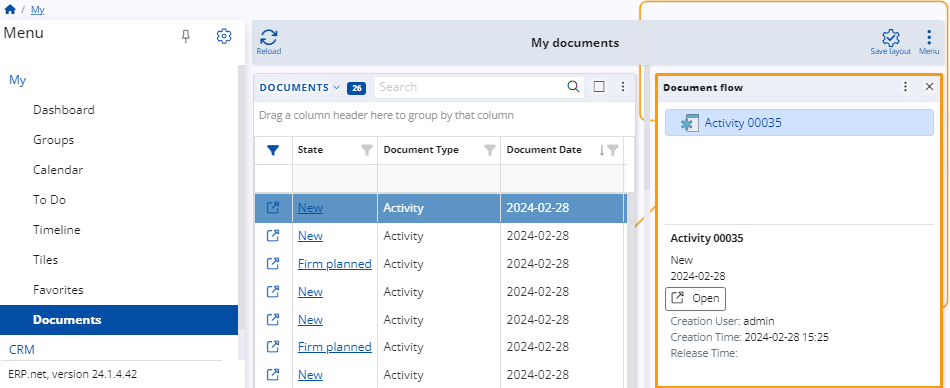 / My
Menu
My
Dashboard
Groups
Calendar
To Do
Timeline
Tiles
Favorites
Documents
CRM
ERP.net, version 24.1.4.42
Reload
My documents
Save layout
Menu
DOCUMENTS 26 Search
Drag a column header here to group by that column
State Document Type Document Date
New Activity 2024-02-28
New Activity 2024-02-28
Firm planned Activity 2024-02-28
New Activity 2024-02-28
New Activity 2024-02-28
Firm planned Activity 2024-02-28
New Activity 2024-02-28
Document flow
Activity 00035
Activity 00035
New
2024-02-28
Open
Creation User: admin
Creation Time: 2024-02-28 15:25
Release Time: